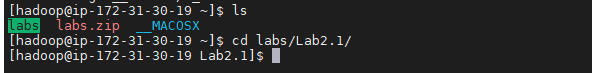 [hadoop@ip-172-31-30-19 ~]$ ls
labs  labs.zip  __MACOSX
[hadoop@ip-172-31-30-19 ~]$ cd labs/Lab2.1/
[hadoop@ip-172-31-30-19 Lab2.1]$